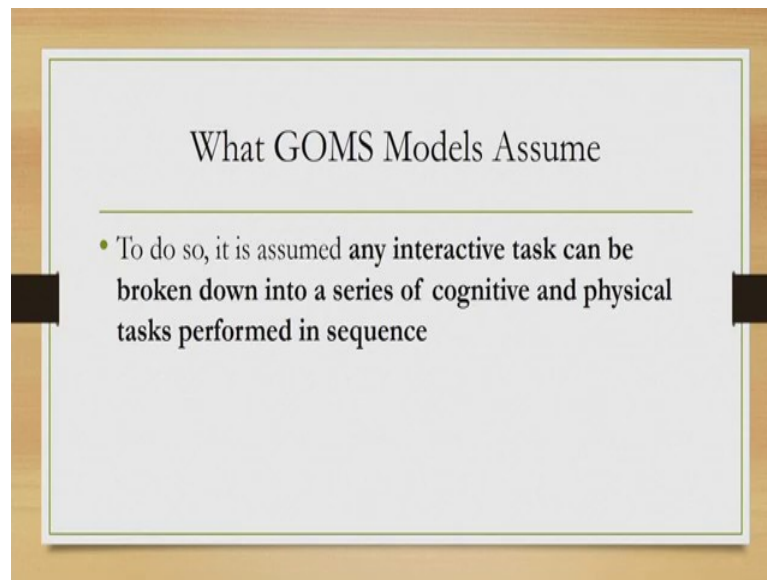 What GOMS Models Assume
• To do so, it is assumed any interactive task can be
broken down into a series of cognitive and physical
tasks performed in sequence